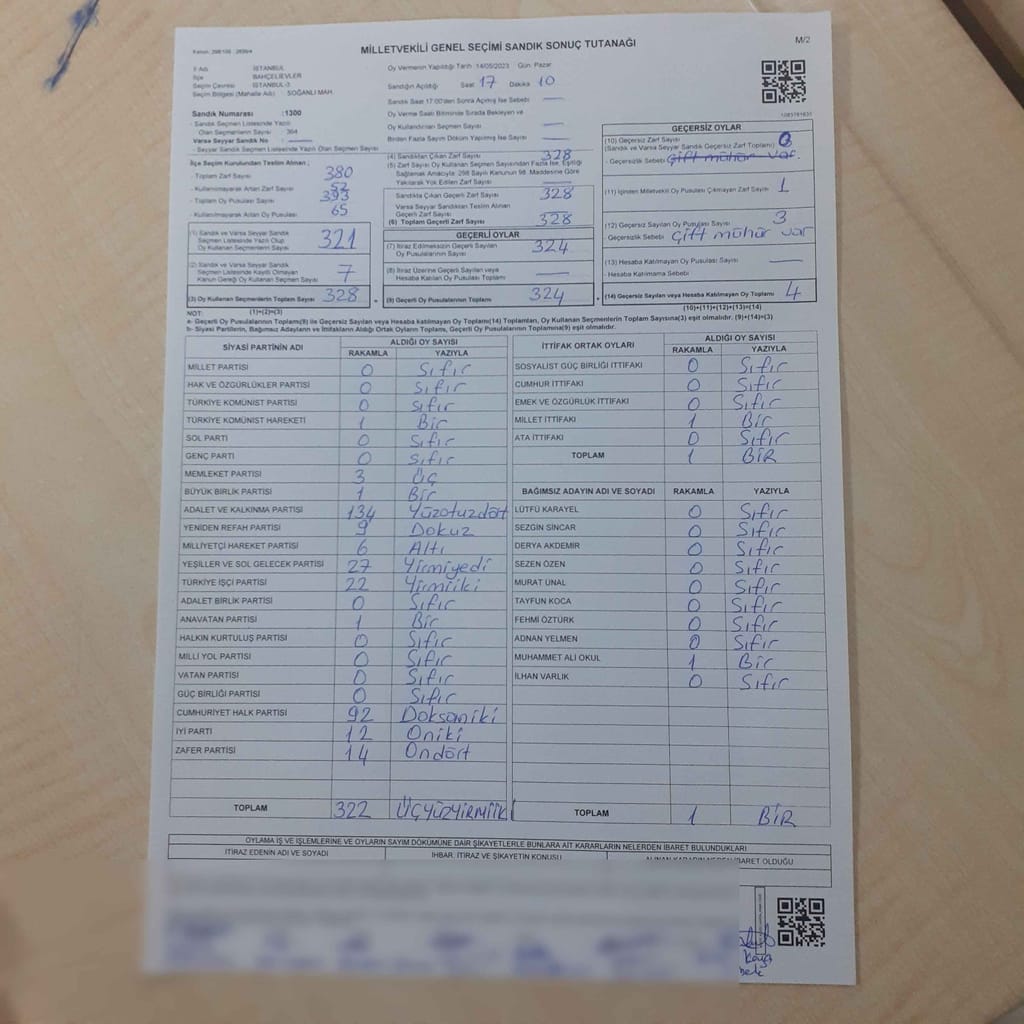 Kanun: 298/105 : 2839/4
MİLLETVEKİLİ GENEL SEÇİMİ SANDIK SONUÇ TUTANAĞI
M/2
İl Adı : İSTANBUL
İlçe : BAHÇELİEVLER
Seçim Çevresi : İSTANBUL-3
Seçim Bölgesi (Mahalle Adı) : SOĞANLI MAH.
Sandık Numarası :1300
- Sandık Seçmen Listesinde Yazılı
Olan Seçmenlerin Sayısı : 364
Varsa Seyyar Sandık No :
- Seyyar Sandık Seçmen Listesinde Yazılı Olan Seçmen Sayısı
İlçe Seçim Kurulundan Teslim Alınan ;
- Toplam Zarf Sayısı 380
- Kullanılmayarak Artan Zarf Sayısı 52
- Toplam Oy Pusulası Sayısı 393
- Kullanılmayarak Artan Oy Pusulası 65
(1) Sandık ve Varsa Seyyar Sandık
Seçmen Listesinde Yazılı Olup
Oy Kullanan Seçmenlerin Sayısı 321
(2) Sandık ve Varsa Seyyar Sandık
Seçmen Listesinde Kayıtlı Olmayan
Kanun Gereği Oy Kullanan Seçmen Sayısı 7
(3) Oy Kullanan Seçmenlerin Toplam Sayısı 328
(1)+(2)=(3)
Oy Vermenin Yapıldığı Tarih : 14/05/2023 Gün: Pazar
Sandığın Açıldığı Saat 17 Dakika 10
Sandık Saat 17:00'den Sonra Açılmış İse Sebebi
Oy Verme Saati Bitiminde Sırada Bekleyen ve
Oy Kullandırılan Seçmen Sayısı
Birden Fazla Sayım Döküm Yapılmış İse Sayısı
(4) Sandıktan Çıkan Zarf Sayısı 328
(5) Zarf Sayısı Oy Kullanan Seçmen Sayısından Fazla İse, Eşitliği
Sağlamak Amacıyla; 298 Sayılı Kanunun 98. Maddesine Göre
Yakılarak Yok Edilen Zarf Sayısı
Sandıkta Çıkan Geçerli Zarf Sayısı 328
Varsa Seyyar Sandıktan Teslim Alınan
Geçerli Zarf Sayısı
(6) Toplam Geçerli Zarf Sayısı 328
GEÇERLİ OYLAR
(7) İtiraz Edilmeksizin Geçerli Sayılan
Oy Pusulalarının Sayısı 324
(8) İtiraz Üzerine Geçerli Sayılan veya
Hesaba Katılan Oy Pusulası Toplamı
(9) Geçerli Oy Pusulalarının Toplamı 324
GEÇERSİZ OYLAR
(10) Geçersiz Zarf Sayısı
(Sandık ve Varsa Seyyar Sandık Geçersiz Zarf Toplamı) 0
- Geçersizlik Sebebi Çift mühür var.
(11) İçinden Milletvekili Oy Pusulası Çıkmayan Zarf Sayısı 1
(12) Geçersiz Sayılan Oy Pusulası Sayısı 3
Geçersizlik Sebebi Çift mühür var
(13) Hesaba Katılmayan Oy Pusulası Sayısı
- Hesaba Katılmama Sebebi
(14) Geçersiz Sayılan veya Hesaba Katılmayan Oy Toplamı 4
(10)+(11)+(12)+(13)=(14)
NOT:
a- Geçerli Oy Pusulalarının Toplamı(9) ile Geçersiz Sayılan veya Hesaba katılmayan Oy Toplamı(14) Toplamları, Oy Kullanan Seçmenlerin Toplam Sayısına(3) eşit olmalıdır. (9)+(14)=(3)
b- Siyasi Partilerin, Bağımsız Adayların ve İttifakların Aldığı Ortak Oyların Toplamı, Geçerli Oy Pusulalarının Toplamına(9) eşit olmalıdır.
SİYASİ PARTİNİN ADI ALDIĞI OY SAYISI
RAKAMLA YAZIYLA
MİLLET PARTİSİ 0 Sıfır
HAK VE ÖZGÜRLÜKLER PARTİSİ 0 Sıfır
TÜRKİYE KOMÜNİST PARTİSİ 0 Sıfır
TÜRKİYE KOMÜNİST HAREKETİ 1 Bir
SOL PARTİ 0 Sıfır
GENÇ PARTİ 0 Sıfır
MEMLEKET PARTİSİ 3 Üç
BÜYÜK BİRLİK PARTİSİ 1 Bir
ADALET VE KALKINMA PARTİSİ 134 Yüzotuzdört
YENİDEN REFAH PARTİSİ 9 Dokuz
MİLLİYETÇİ HAREKET PARTİSİ 6 Altı
YEŞİLLER VE SOL GELECEK PARTİSİ 27 Yirmiyedi
TÜRKİYE İŞÇİ PARTİSİ 22 Yirmiiki
ADALET BİRLİK PARTİSİ 0 Sıfır
ANAVATAN PARTİSİ 1 Bir
HALKIN KURTULUŞ PARTİSİ 0 Sıfır
MİLLİ YOL PARTİSİ 0 Sıfır
VATAN PARTİSİ 0 Sıfır
GÜÇ BİRLİĞİ PARTİSİ 0 Sıfır
CUMHURİYET HALK PARTİSİ 92 Doksaniki
İYİ PARTİ 12 Oniki
ZAFER PARTİSİ 14 Ondört
TOPLAM 322 ÜÇYÜZYİRMİİKİ
İTTİFAK ORTAK OYLARI ALDIĞI OY SAYISI
RAKAMLA YAZIYLA
SOSYALİST GÜÇ BİRLİĞİ İTTİFAKI 0 Sıfır
CUMHUR İTTİFAKI 0 Sıfır
EMEK VE ÖZGÜRLÜK İTTİFAKI 0 Sıfır
MİLLET İTTİFAKI 1 Bir
ATA İTTİFAKI 0 Sıfır
TOPLAM 1 BİR
BAĞIMSIZ ADAYIN ADI VE SOYADI RAKAMLA YAZIYLA
LÜTFÜ KARAYEL 0 Sıfır
SEZGİN SİNCAR 0 Sıfır
DERYA AKDEMİR 0 Sıfır
SEZEN ÖZEN 0 Sıfır
MURAT ÜNAL 0 Sıfır
TAYFUN KOCA 0 Sıfır
FEHMİ ÖZTÜRK 0 Sıfır
ADNAN YELMEN 0 Sıfır
MUHAMMET ALİ OKUL 1 Bir
İLHAN VARLIK 0 Sıfır
TOPLAM 1 BİR
OYLAMA İŞ VE İŞLEMLERİNE VE OYLARIN SAYIM DÖKÜMÜNE DAİR ŞİKAYETLERLE BUNLARA AİT KARARLARIN NELERDEN İBARET BULUNDUKLARI
İTİRAZ EDENİN ADI VE SOYADI İHBAR, İTİRAZ VE ŞİKAYETİN KONUSU ALINAN KARARIN NEDEN İBARET OLDUĞU